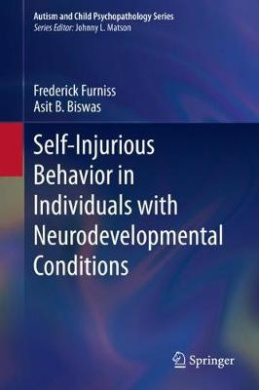 Autism and Child Psychopathology Series
Series Editor: Johnny L. Matson
Frederick Furniss
Asit B. Biswas
Self-Injurious
Behavior in
Individuals with
Neurodevelopmental
Conditions
Springer